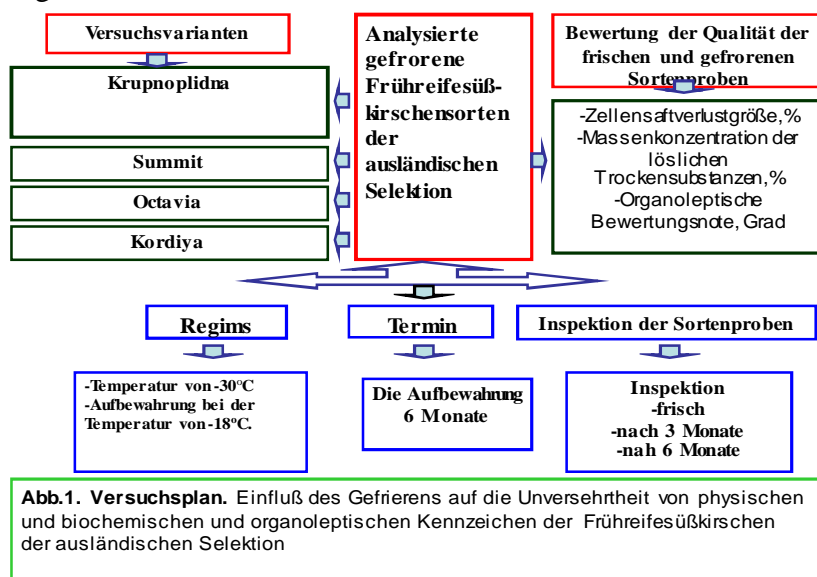 Versuchsvarianten
Krupnoplidna
Summit
Octavia
Kordiya
Analysierte
gefrorene
Frühreifesüß-
kirschensorten
der
ausländischen
Selektion
Bewertung der Qualität der
frischen und gefrorenen
Sortenproben
-Zellensaftverlustgröße,%
-Massenkonzentration der
löslichen
Trockensubstanzen,%
-Organoleptische
Bewertungsnote, Grad
Regims
-Temperatur von -30°C
-Aufbewahrung bei der
Temperatur von -18°C.
Termin
Die Aufbewahrung
6 Monate
Inspektion der Sortenproben
Inspektion
-frisch
-nach 3 Monate
-nah 6 Monate
Abb.1. Versuchsplan. Einfluß des Gefrierens auf die Unversehrtheit von physischen
und biochemischen und organoleptischen Kennzeichen der Frühreifesüßkirschen
der ausländischen Selektion